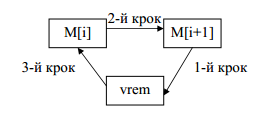 2-й крок
M[i]
M[i+1]
3-й крок
1-й крок
vrem